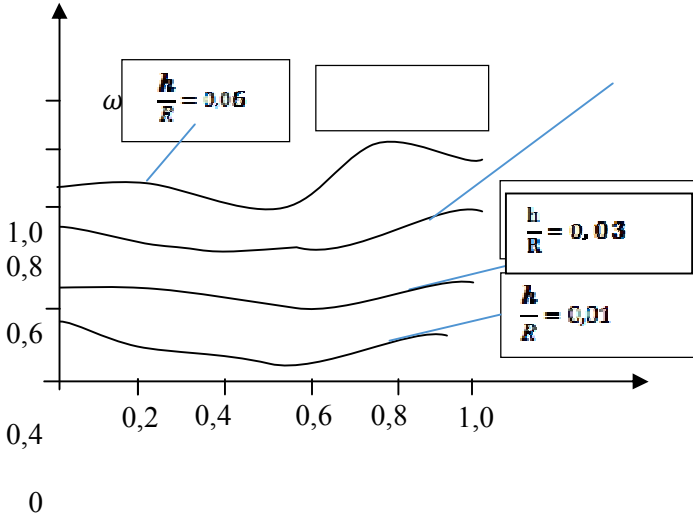 ω
h/R = 0,06
h/R = 0,03
h/R = 0,01
1,0
0,8
0,6
0,4
0
0,2 0,4 0,6 0,8 1,0